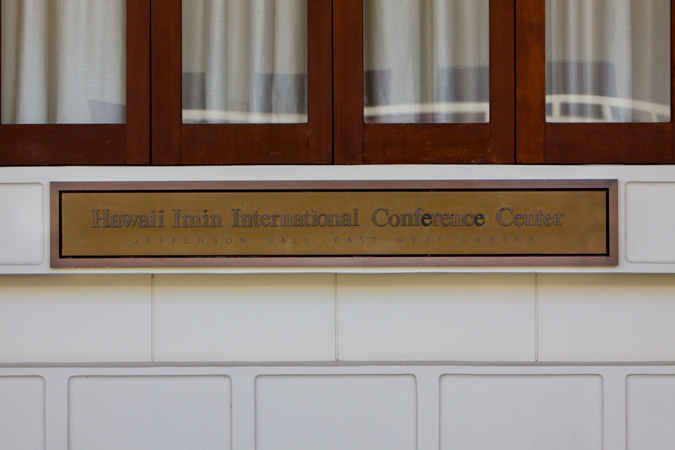 Hawaii Imin International Conference Center
JEFFERSON HALL, EAST-WEST CENTER